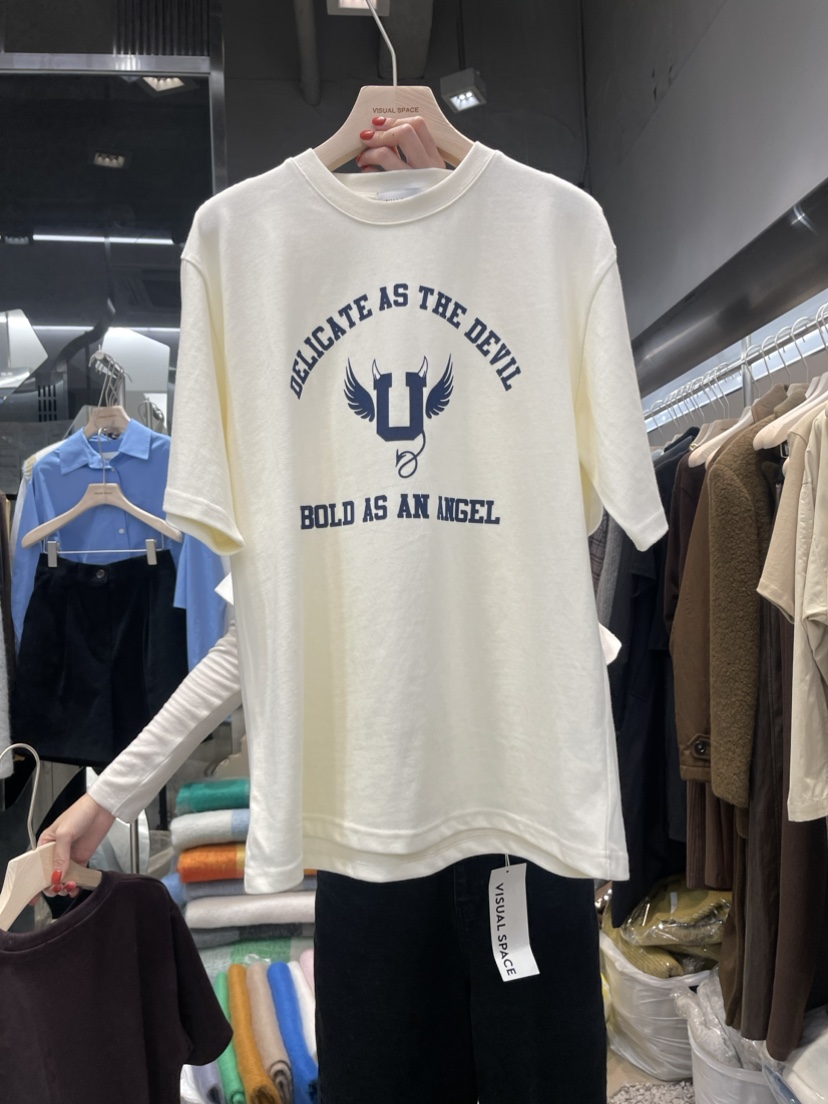 VISUAL SPACE
DELICATE AS THE DEVIL
U
BOLD AS AN ANGEL
VISUAL SPACE